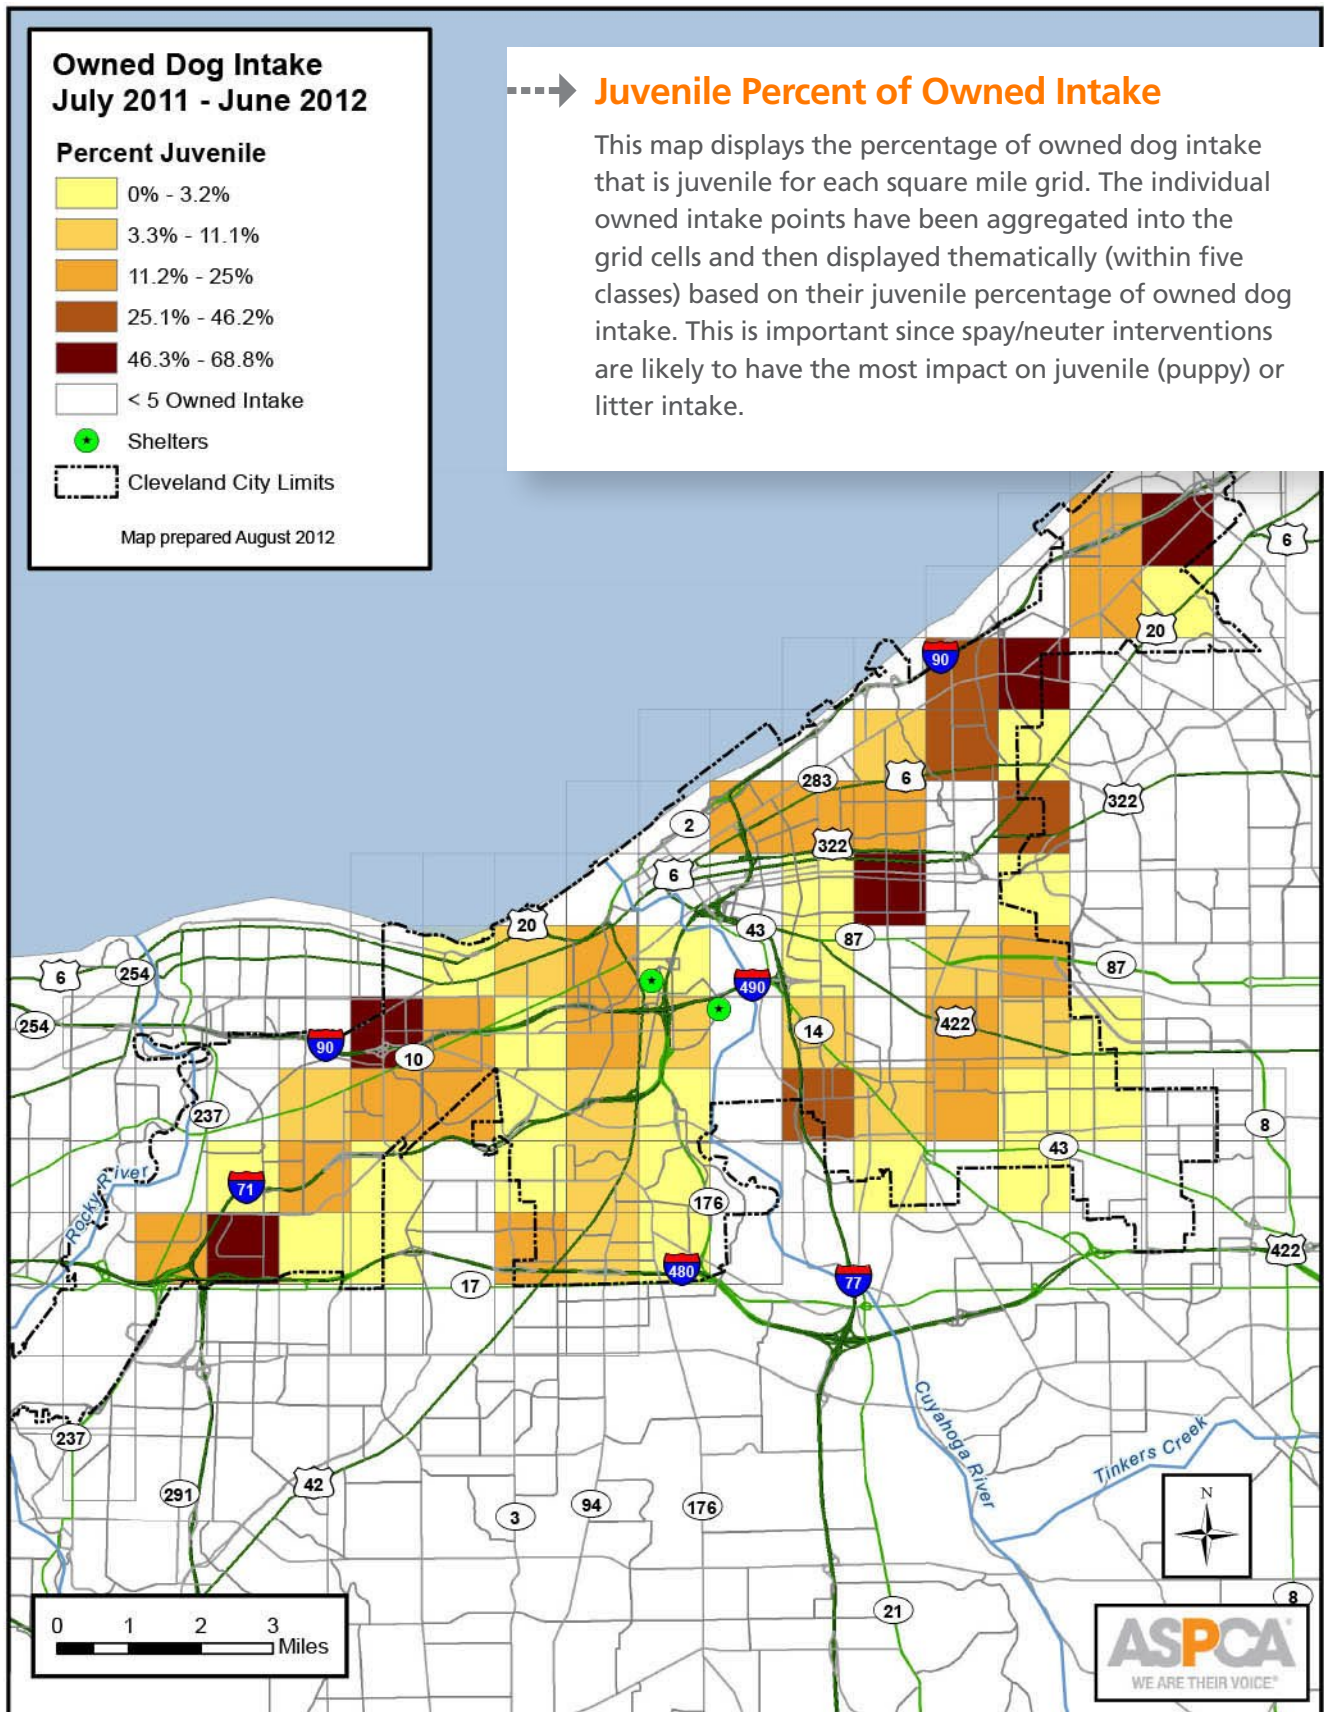 Owned Dog Intake
July 2011 - June 2012
Percent Juvenile
0% - 3.2%
3.3% - 11.1%
11.2% - 25%
25.1% - 46.2%
46.3% - 68.8%
< 5 Owned Intake
Shelters
Cleveland City Limits
Map prepared August 2012
Juvenile Percent of Owned Intake
This map displays the percentage of owned dog intake
that is juvenile for each square mile grid. The individual
owned intake points have been aggregated into the
grid cells and then displayed thematically (within five
classes) based on their juvenile percentage of owned dog
intake. This is important since spay/neuter interventions
are likely to have the most impact on juvenile (puppy) or
litter intake.
6
20
90
283
6
322
2
322
6
20
43
87
6
254
87
490
254
14
422
90
10
237
8
43
Rocky River
71
176
422
480
17
77
Cuyahoga River
237
Tinkers Creek
42
291
94
176
3
N
8
21
0 1 2 3
Miles
ASPCA®
WE ARE THEIR VOICE®